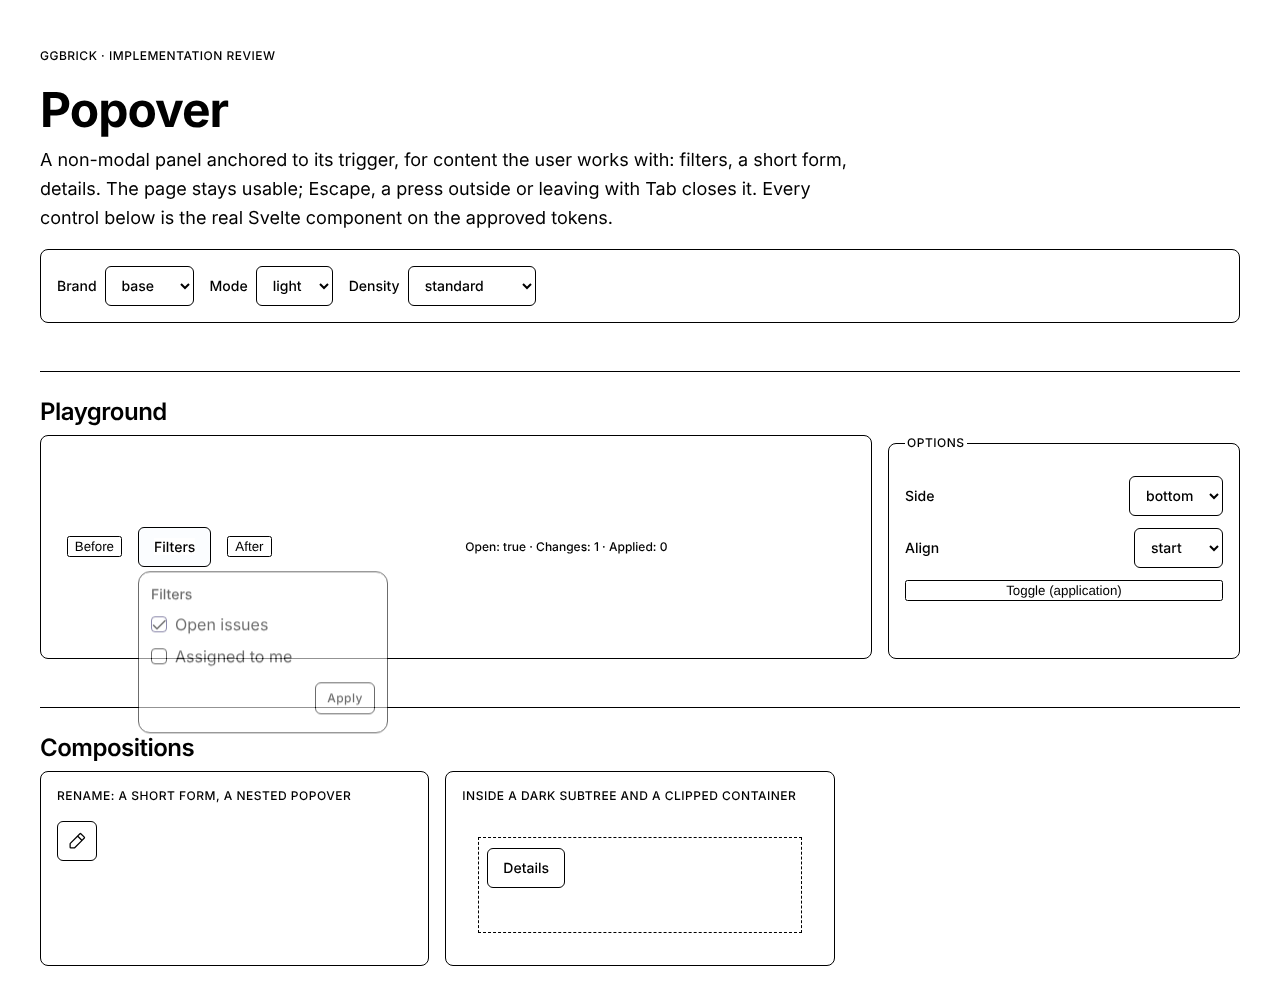 GGBRICK · IMPLEMENTATION REVIEW
Popover
A non-modal panel anchored to its trigger, for content the user works with: filters, a short form,
details. The page stays usable; Escape, a press outside or leaving with Tab closes it. Every
control below is the real Svelte component on the approved tokens.
Brand base Mode light Density standard
Playground
OPTIONS
Side bottom
Before Filters After Open: true · Changes: 1 · Applied: 0
Align start
Toggle (application)
Filters
Open issues
Assigned to me
Apply
Compositions
RENAME: A SHORT FORM, A NESTED POPOVER
INSIDE A DARK SUBTREE AND A CLIPPED CONTAINER
Details